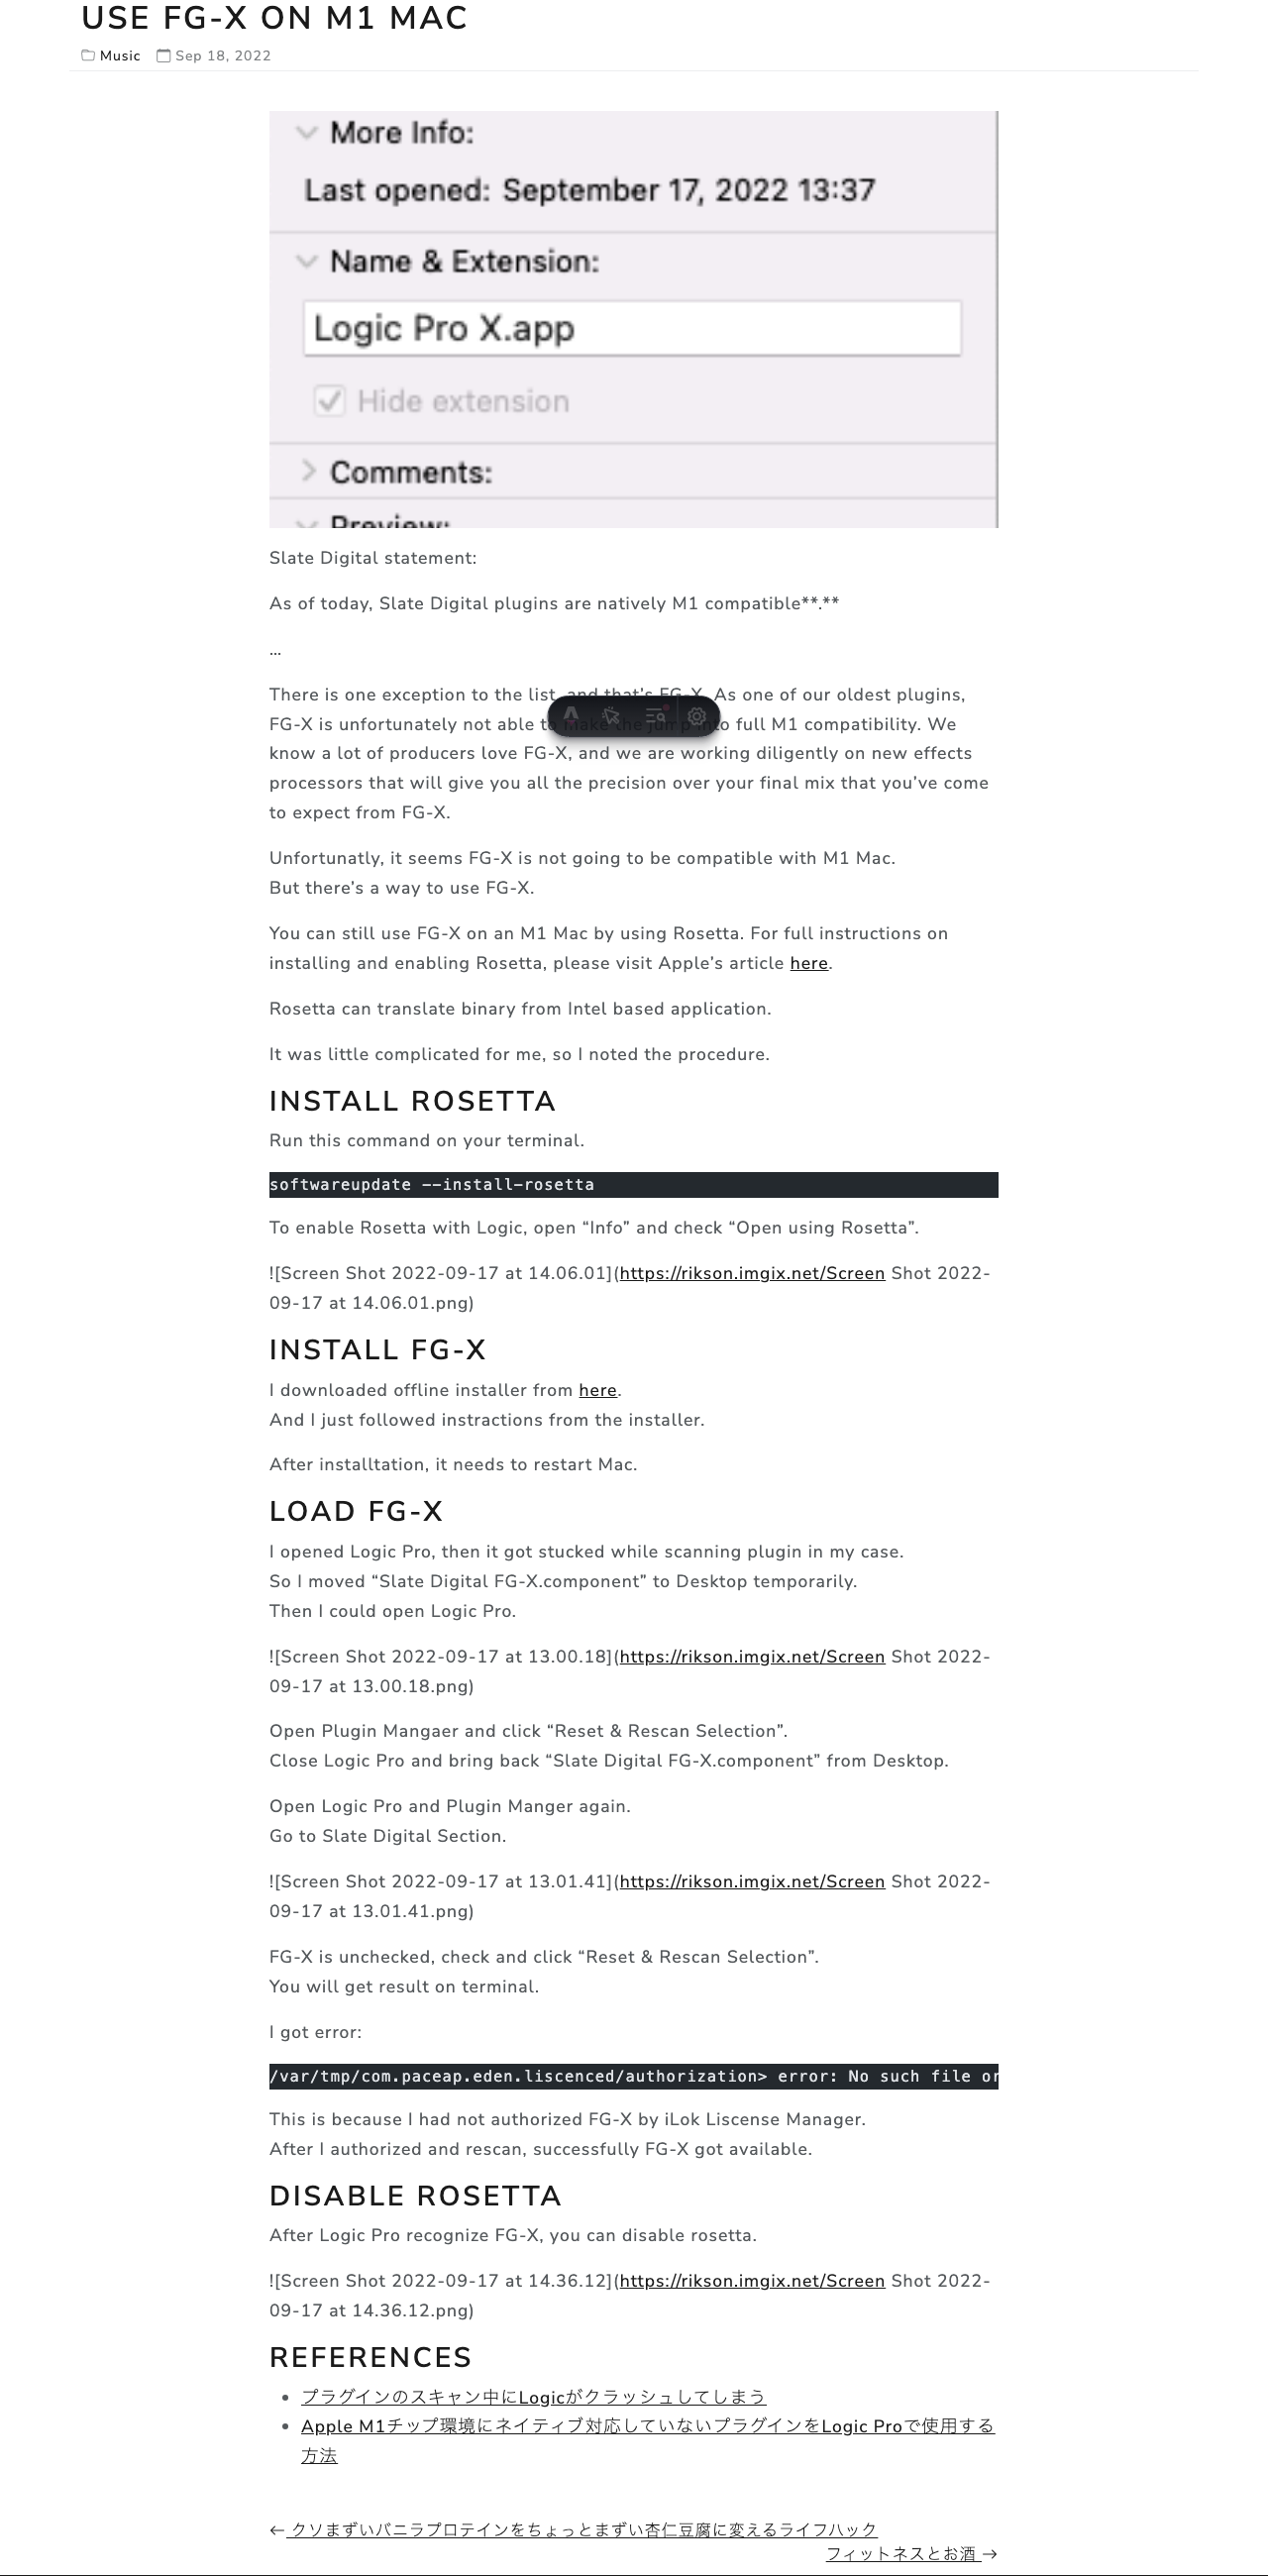 USE FG-X ON M1 MAC
Music Sep 18, 2022
More Info:
Last opened: September 17, 2022 13:37
Name & Extension:
Logic Pro X.app
Hide extension
Comments:
Preview:
Slate Digital statement:
As of today, Slate Digital plugins are natively M1 compatible**.**
...
There is one exception to the list, and that’s FG-X. As one of our oldest plugins,
FG-X is unfortunately not able to make the jump into full M1 compatibility. We
know a lot of producers love FG-X, and we are working diligently on new effects
processors that will give you all the precision over your final mix that you’ve come
to expect from FG-X.
Unfortunatly, it seems FG-X is not going to be compatible with M1 Mac.
But there’s a way to use FG-X.
You can still use FG-X on an M1 Mac by using Rosetta. For full instructions on
installing and enabling Rosetta, please visit Apple’s article here.
Rosetta can translate binary from Intel based application.
It was little complicated for me, so I noted the procedure.
INSTALL ROSETTA
Run this command on your terminal.
softwareupdate --install-rosetta
To enable Rosetta with Logic, open “Info” and check “Open using Rosetta”.
![Screen Shot 2022-09-17 at 14.06.01](https://rikson.imgix.net/Screen Shot 2022-
09-17 at 14.06.01.png)
INSTALL FG-X
I downloaded offline installer from here.
And I just followed instractions from the installer.
After installtation, it needs to restart Mac.
LOAD FG-X
I opened Logic Pro, then it got stucked while scanning plugin in my case.
So I moved “Slate Digital FG-X.component” to Desktop temporarily.
Then I could open Logic Pro.
![Screen Shot 2022-09-17 at 13.00.18](https://rikson.imgix.net/Screen Shot 2022-
09-17 at 13.00.18.png)
Open Plugin Mangaer and click “Reset & Rescan Selection”.
Close Logic Pro and bring back “Slate Digital FG-X.component” from Desktop.
Open Logic Pro and Plugin Manger again.
Go to Slate Digital Section.
![Screen Shot 2022-09-17 at 13.01.41](https://rikson.imgix.net/Screen Shot 2022-
09-17 at 13.01.41.png)
FG-X is unchecked, check and click “Reset & Rescan Selection”.
You will get result on terminal.
I got error:
/var/tmp/com.paceap.eden.liscenced/authorization> error: No such file or
This is because I had not authorized FG-X by iLok Liscense Manager.
After I authorized and rescan, successfully FG-X got available.
DISABLE ROSETTA
After Logic Pro recognize FG-X, you can disable rosetta.
![Screen Shot 2022-09-17 at 14.36.12](https://rikson.imgix.net/Screen Shot 2022-
09-17 at 14.36.12.png)
REFERENCES
プラグインのスキャン中にLogicがクラッシュしてしまう
Apple M1チップ環境にネイティブ対応していないプラグインをLogic Proで使用する
方法
← クソまずいバニラプロテインをちょっとまずい杏仁豆腐に変えるライフハック
フィットネスとお酒 →